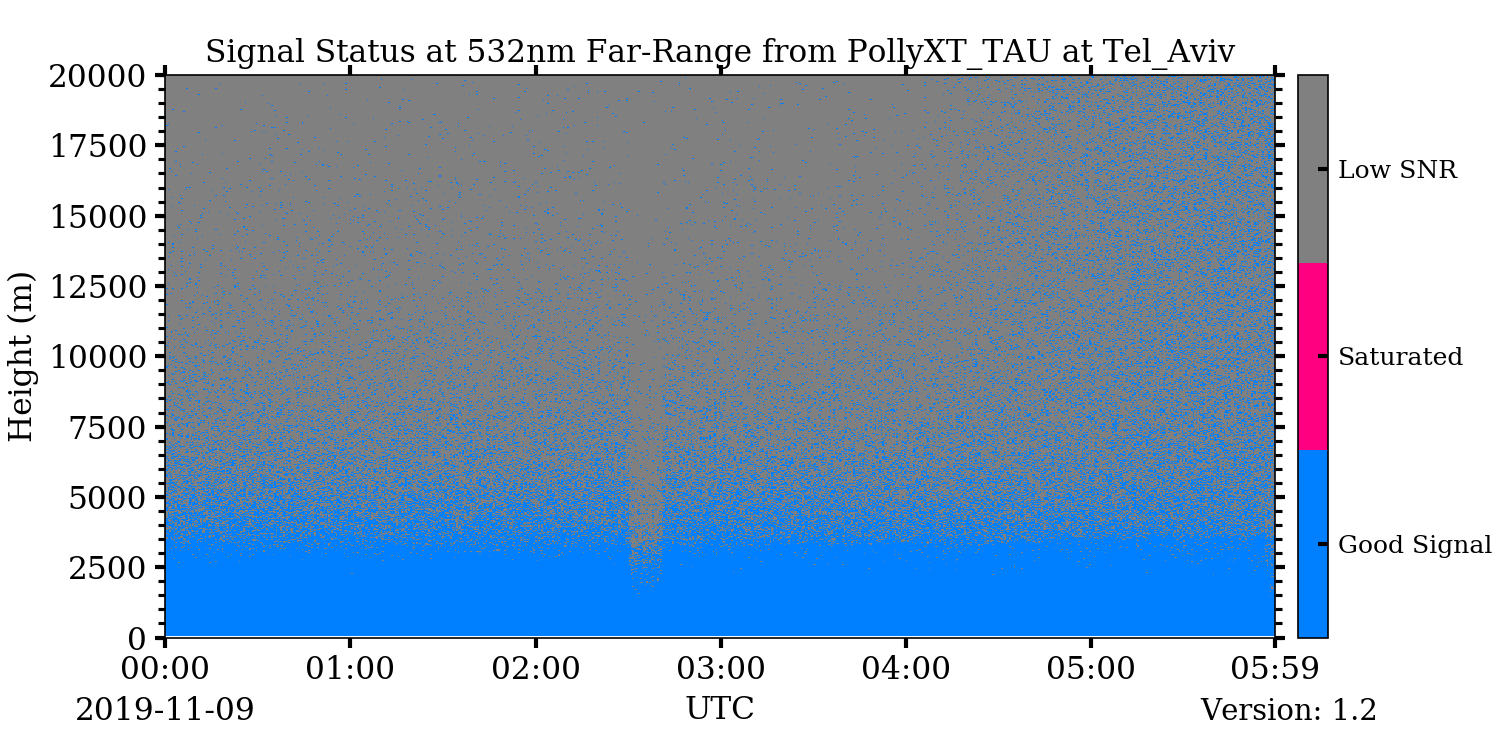 Signal Status at 532nm Far-Range from PollyXT_TAU at Tel_Aviv
20000
17500
15000
12500
10000
7500
5000
2500
0
Height (m)
00:00 01:00 02:00 03:00 04:00 05:00 05:59
2019-11-09 UTC Version: 1.2
Low SNR
Saturated
Good Signal